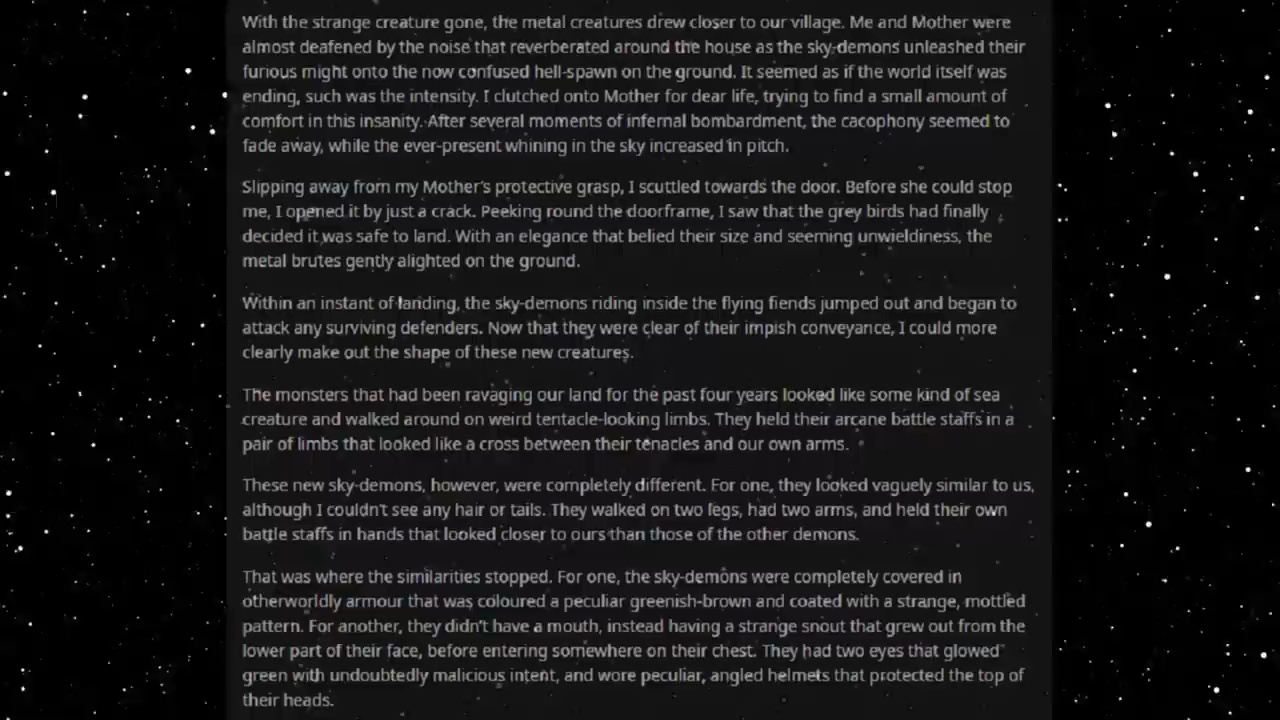 With the strange creature gone, the metal creatures drew closer to our village. Me and Mother were
almost deafened by the noise that reverberated around the house as the sky-demons unleashed their
furious might onto the now confused hell-spawn on the ground. It seemed as if the world itself was
ending, such was the intensity. I clutched onto Mother for dear life, trying to find a small amount of
comfort in this insanity. After several moments of infernal bombardment, the cacophony seemed to
fade away, while the ever-present whining in the sky increased in pitch.
Slipping away from my Mother's protective grasp, I scuttled towards the door. Before she could stop
me, I opened it by just a crack. Peeking round the doorframe, I saw that the grey birds had finally
decided it was safe to land. With an elegance that belied their size and seeming unwieldiness, the
metal brutes gently alighted on the ground.
Within an instant of landing, the sky-demons riding inside the flying fiends jumped out and began to
attack any surviving defenders. Now that they were clear of their impish conveyance, I could more
clearly make out the shape of these new creatures.
The monsters that had been ravaging our land for the past four years looked like some kind of sea
creature and walked around on weird tentacle-looking limbs. They held their arcane battle staffs in a
pair of limbs that looked like a cross between their tenacles and our own arms.
These new sky-demons, however, were completely different. For one, they looked vaguely similar to us,
although I couldn't see any hair or tails. They walked on two legs, had two arms, and held their own
battle staffs in hands that looked closer to ours than those of the other demons.
That was where the similarities stopped. For one, the sky-demons were completely covered in
otherworldly armour that was coloured a peculiar greenish-brown and coated with a strange, mottled
pattern. For another, they didn't have a mouth, instead having a strange snout that grew out from the
lower part of their face, before entering somewhere on their chest. They had two eyes that glowed
green with undoubtedly malicious intent, and wore peculiar, angled helmets that protected the top of
their heads.